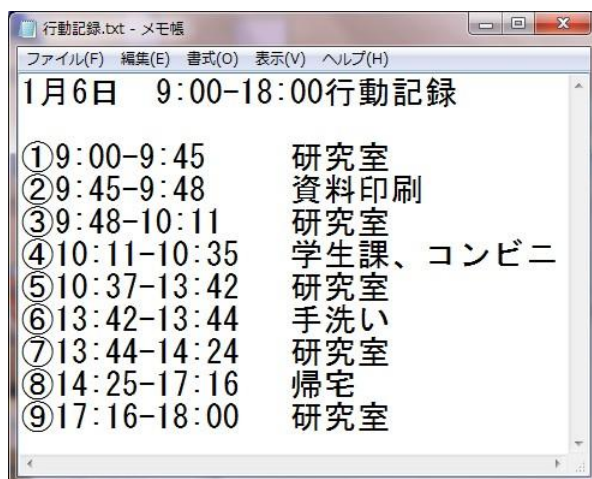 行動記録.txt - メモ帳
ファイル(F) 編集(E) 書式(O) 表示(V) ヘルプ(H)
1月6日　9:00-18:00行動記録
①9:00-9:45　研究室
②9:45-9:48　資料印刷
③9:48-10:11　研究室
④10:11-10:35　学生課、コンビニ
⑤10:37-13:42　研究室
⑥13:42-13:44　手洗い
⑦13:44-14:24　研究室
⑧14:25-17:16　帰宅
⑨17:16-18:00　研究室